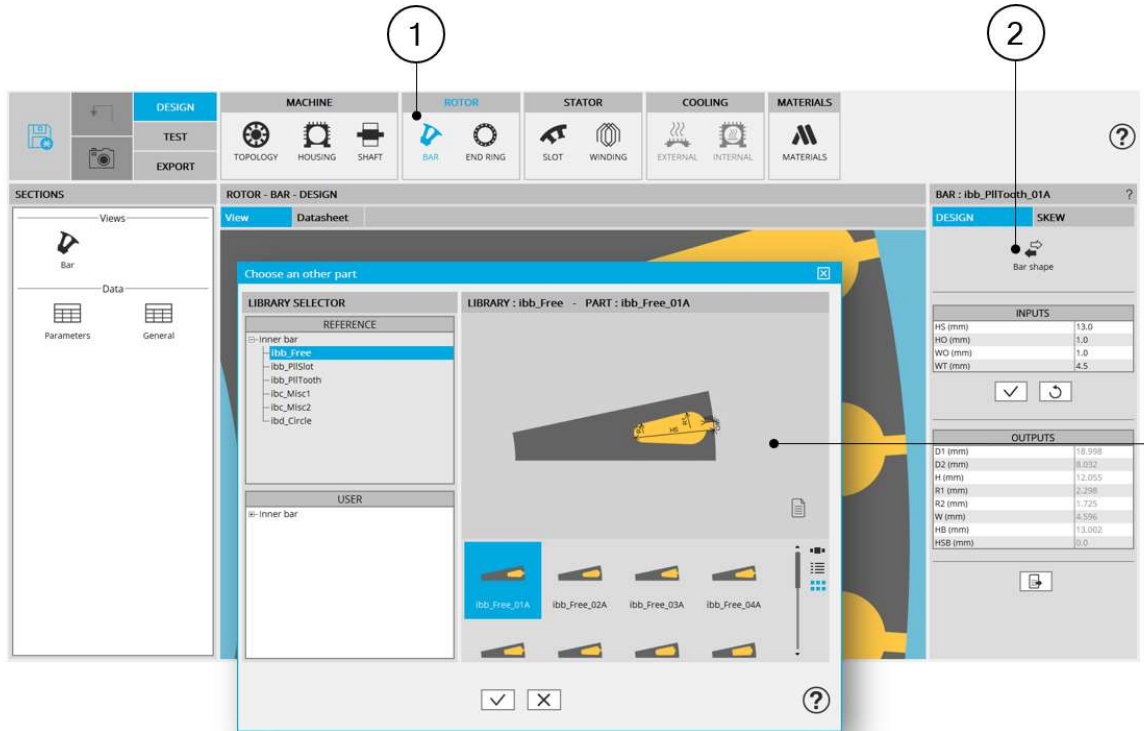 1
2
DESIGN
TEST
EXPORT
MACHINE
ROTOR
STATOR
COOLING
MATERIALS
TOPOLOGY
HOUSING
SHAFT
BAR
END RING
SLOT
WINDING
EXTERNAL
INTERNAL
MATERIALS
?
SECTIONS
Views
Bar
Data
Parameters
General
ROTOR - BAR - DESIGN
View
Datasheet
Choose an other part
LIBRARY SELECTOR
REFERENCE
Inner bar
ibb_Free
ibb_PllSlot
ibb_PllTooth
ibc_Misc1
ibc_Misc2
ibd_Circle
USER
Inner bar
LIBRARY : ibb_Free - PART : ibb_Free_01A
HS
R1
ibb_Free_01A
ibb_Free_02A
ibb_Free_03A
ibb_Free_04A
?
BAR : ibb_PllTooth_01A ?
DESIGN
SKEW
Bar shape
INPUTS
HS (mm) 13.0
HO (mm) 1.0
WO (mm) 1.0
WT (mm) 4.5
OUTPUTS
D1 (mm) 18.998
D2 (mm) 8.032
H (mm) 12.055
R1 (mm) 2.298
R2 (mm) 1.725
W (mm) 4.596
HB (mm) 13.002
HSB (mm) 0.0